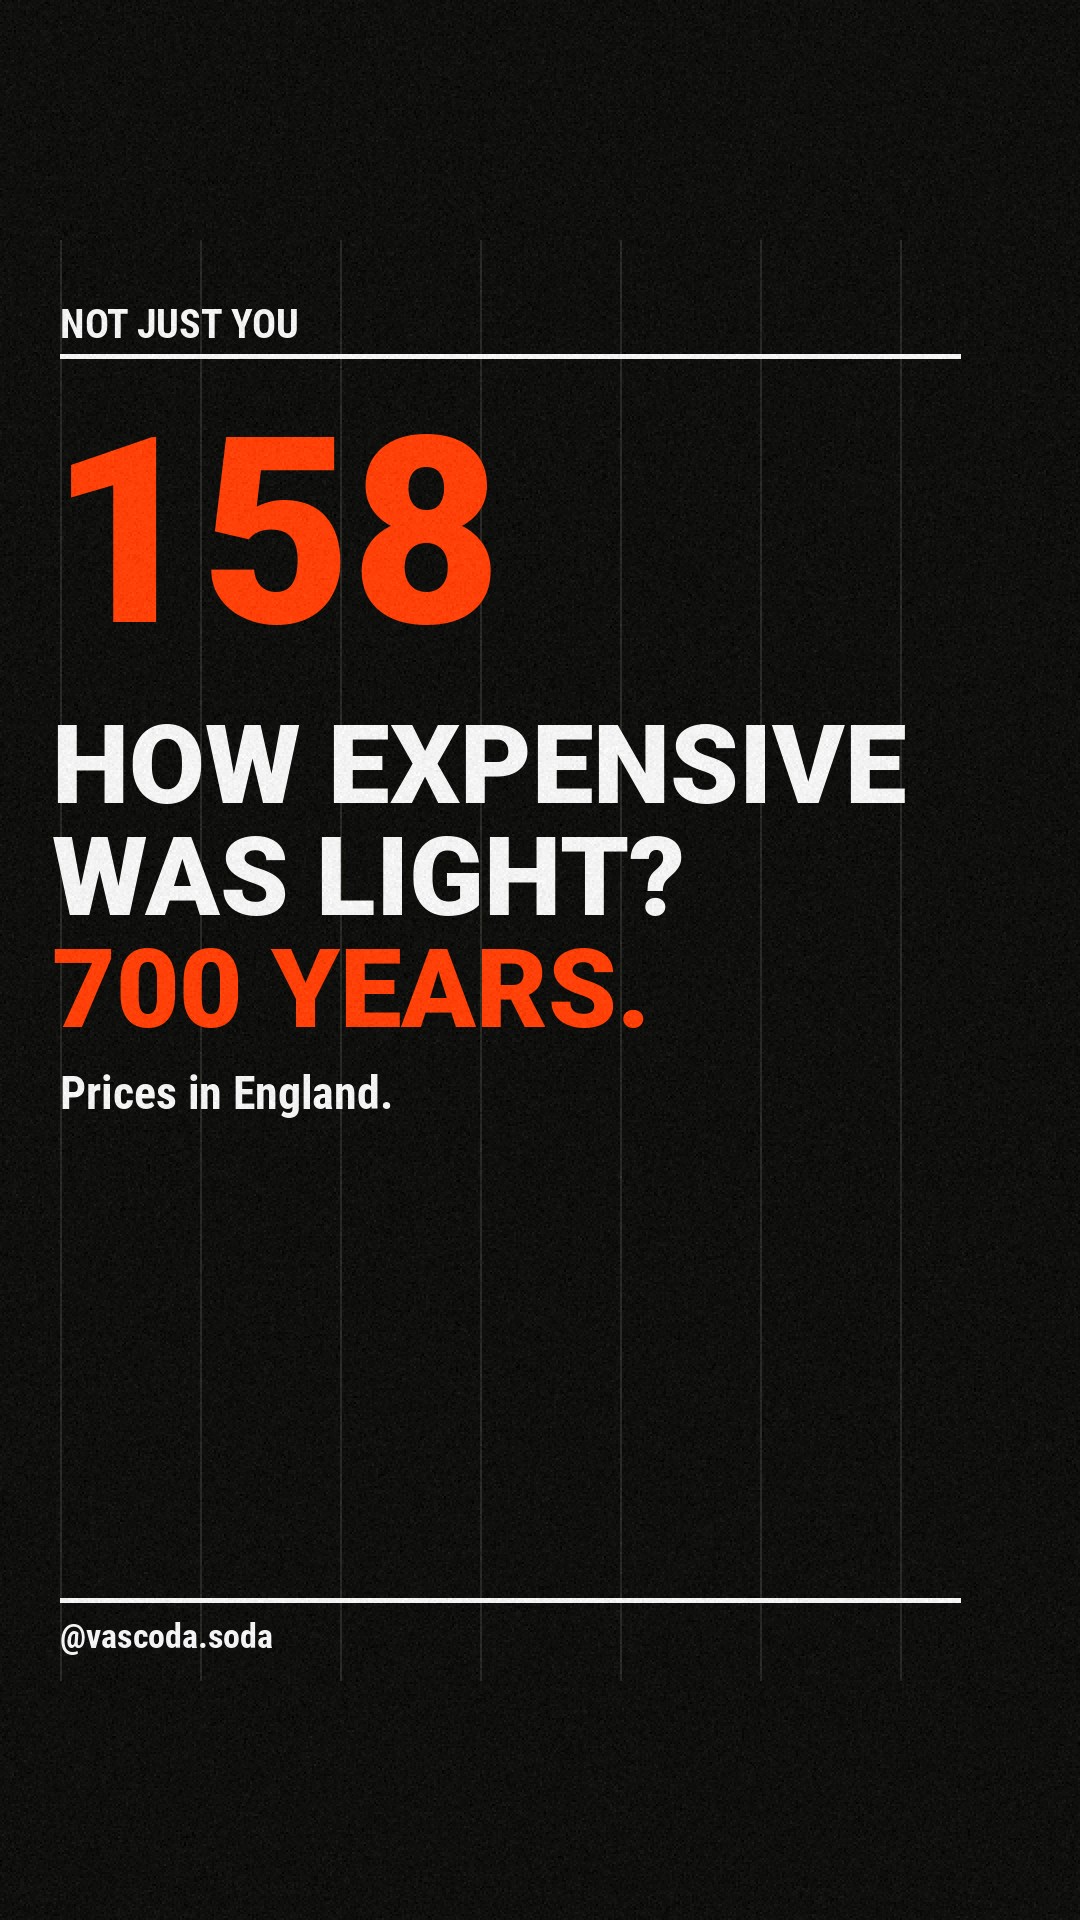 NOT JUST YOU
158
HOW EXPENSIVE
WAS LIGHT?
700 YEARS.
Prices in England.
@vascoda.soda